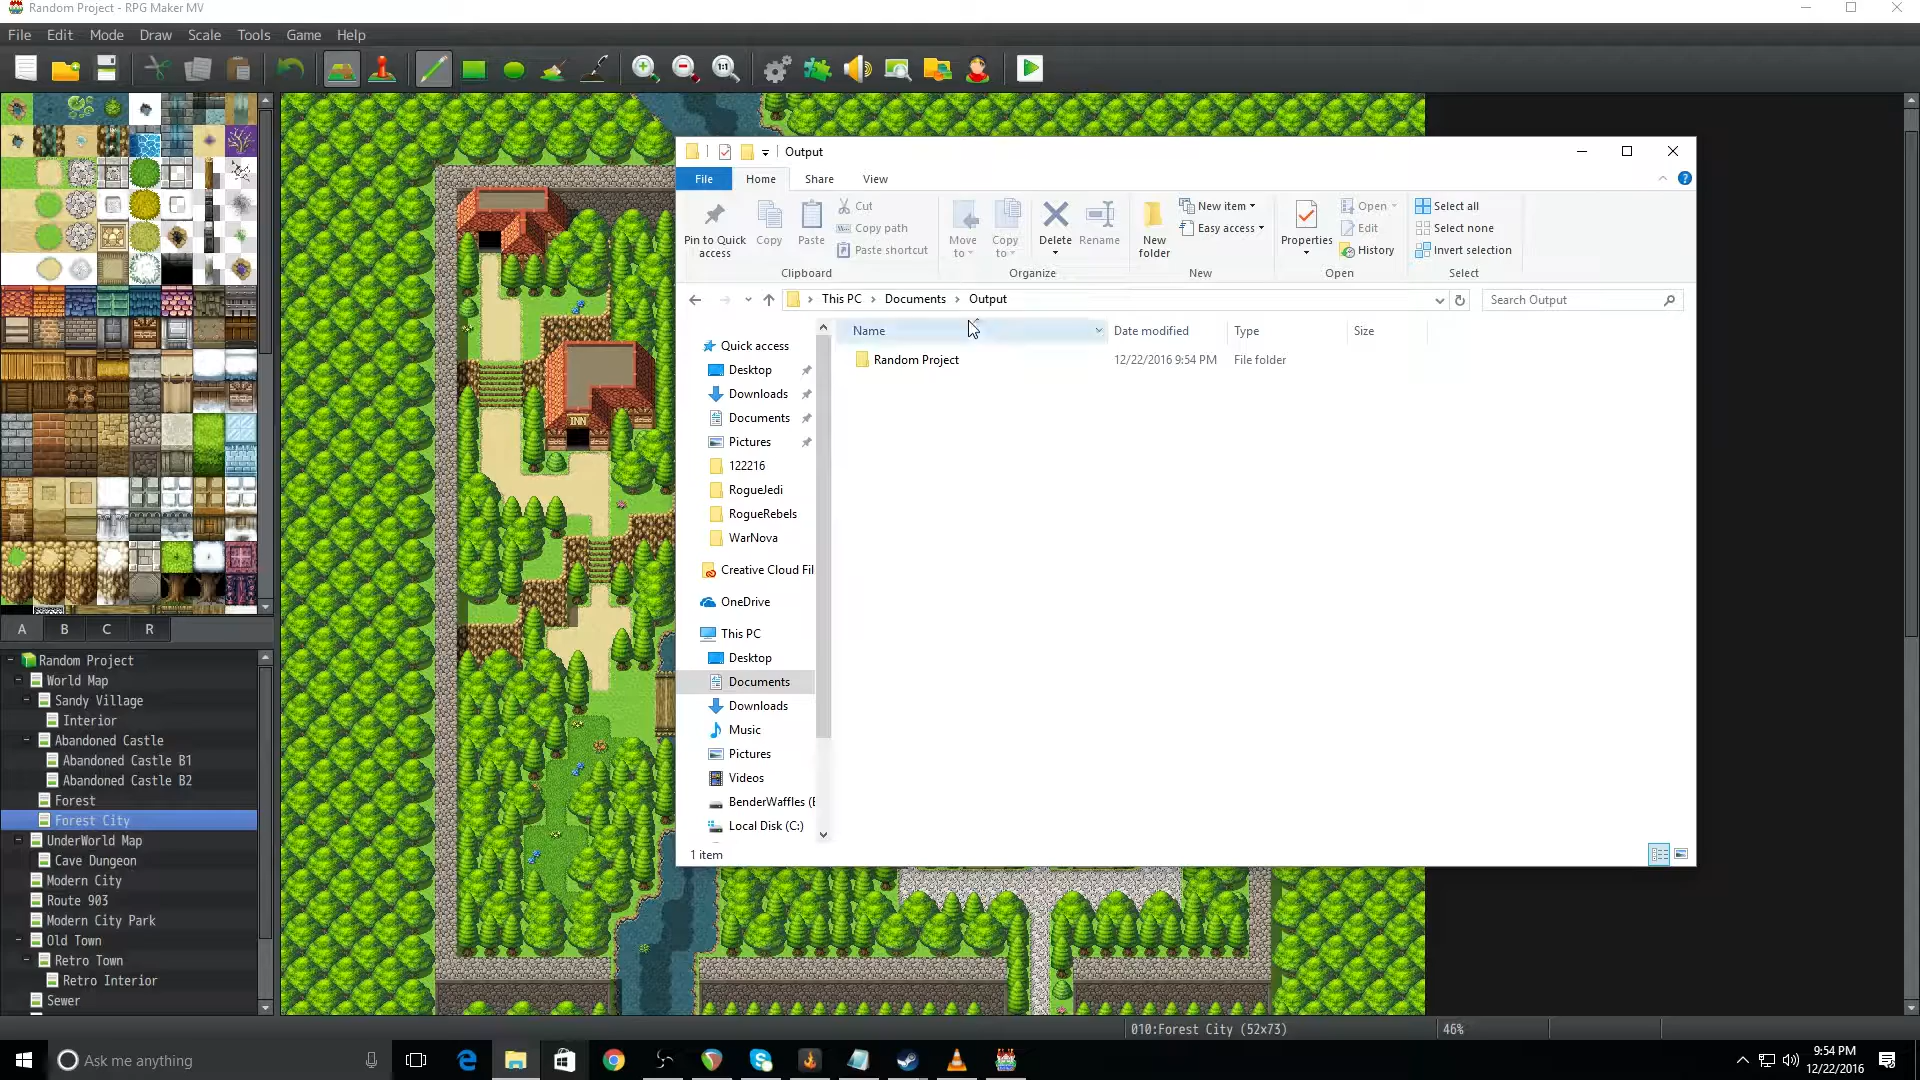 Random Project - RPG Maker MV
File Edit Mode Draw Scale Tools Game Help
1:1
Output
File Home Share View
Pin to Quick access
Copy
Paste
Cut
Copy path
Paste shortcut
Clipboard
Move to
Copy to
Delete
Rename
Organize
New folder
New item
Easy access
New
Properties
Open
Edit
History
Open
Select all
Select none
Invert selection
Select
This PC Documents Output
Search Output
Name Date modified Type Size
Random Project 12/22/2016 9:54 PM File folder
Quick access
Desktop
Downloads
Documents
Pictures
122216
RogueJedi
RogueRebels
WarNova
Creative Cloud Fil
OneDrive
This PC
Desktop
Documents
Downloads
Music
Pictures
Videos
BenderWaffles (E
Local Disk (C:)
1 item
INN
A B C R
Random Project
World Map
Sandy Village
Interior
Abandoned Castle
Abandoned Castle B1
Abandoned Castle B2
Forest
Forest City
UnderWorld Map
Cave Dungeon
Modern City
Route 903
Modern City Park
Old Town
Retro Town
Retro Interior
Sewer
010:Forest City (52x73) 46%
Ask me anything
9:54 PM
12/22/2016